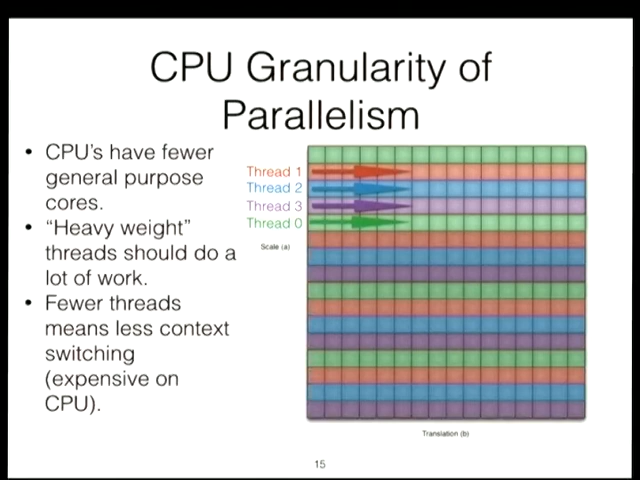 CPU Granularity of
Parallelism
• CPU's have fewer
general purpose
cores.
• "Heavy weight"
threads should do a
lot of work.
• Fewer threads
means less context
switching
(expensive on
CPU).
Thread 1
Thread 2
Thread 3
Thread 0
Scale (a)
Translation (b)
15